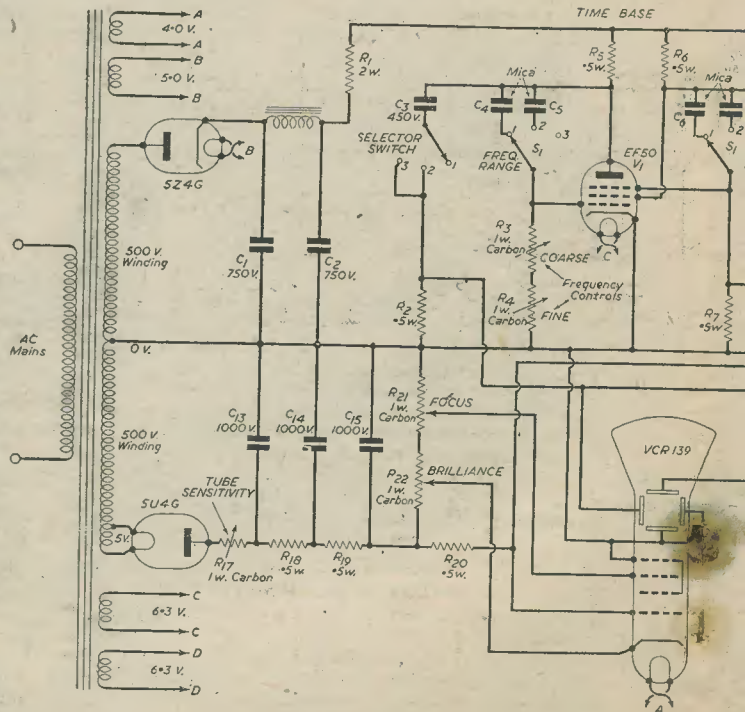 TIME BASE
A
4·0 V.
A
B
5·0 V.
B
R1
2w.
R5
·5w.
R6
·5w.
Mica
Mica
C3
450V.
C4
C5
C6
SELECTOR
SWITCH
3
2
1
FREQ.
RANGE
1
2
3
S1
1
2
S1
EF50
V1
B
5Z4G
C
R3
1w.
Carbon
COARSE
Frequency
Controls
R4
1w.
Carbon
FINE
500 V.
Winding
C1
750V.
C2
750V.
R2
·5w.
R7
·5w
AC
Mains
0 V.
R21
1w.
Carbon
FOCUS
C13
1000V.
C14
1000V.
C15
1000V.
R22
1w.
Carbon
BRILLIANCE
500 V.
Winding
VCR139
TUBE
SENSITIVITY
5U4G
5V.
R17
1w. Carbon
R18
·5w.
R19
·5w.
R20
·5w.
C
6·3 V.
C
D
6·3 V.
D
A